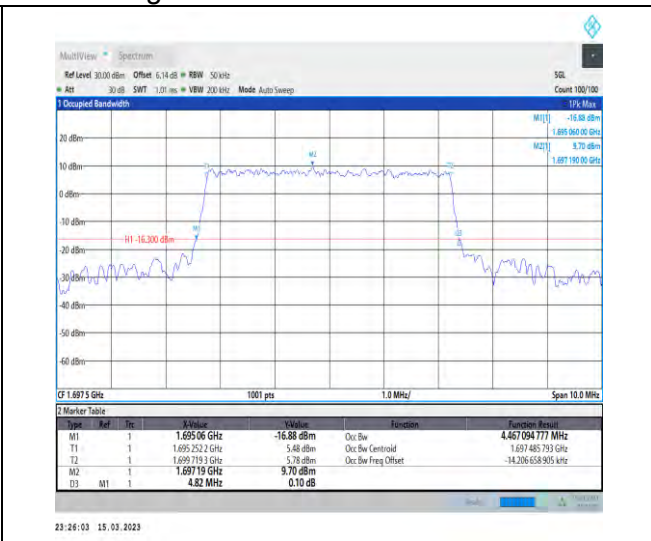 MultiView Spectrum
Ref Level 30.00 dBm Offset 6.14 dB RBW 50 kHz SGL
Att 30 dB SWT 1.01 ms VBW 200 kHz Mode Auto Sweep Count 100/100
1 Occupied Bandwidth 1Pk Max
M1[1] -16.88 dBm
1.695 060 00 GHz
M2[1] 9.70 dBm
1.697 190 00 GHz
20 dBm
M2
10 dBm
T1 T2
0 dBm
-10 dBm
M1
D3
H1 -16.300 dBm
-20 dBm
-30 dBm
-40 dBm
-50 dBm
-60 dBm
CF 1.697 5 GHz 1001 pts 1.0 MHz/ Span 10.0 MHz
2 Marker Table
Type Ref Trc X-Value Y-Value Function Function Result
M1 1 1.695 06 GHz -16.88 dBm Occ Bw 4.467 094 777 MHz
T1 1 1.695 252 2 GHz 5.48 dBm Occ Bw Centroid 1.697 485 793 GHz
T2 1 1.699 719 3 GHz 5.78 dBm Occ Bw Freq Offset -14.206 658 905 kHz
M2 1 1.697 19 GHz 9.70 dBm
D3 M1 1 4.82 MHz 0.10 dB
23:26:03 15.03.2023